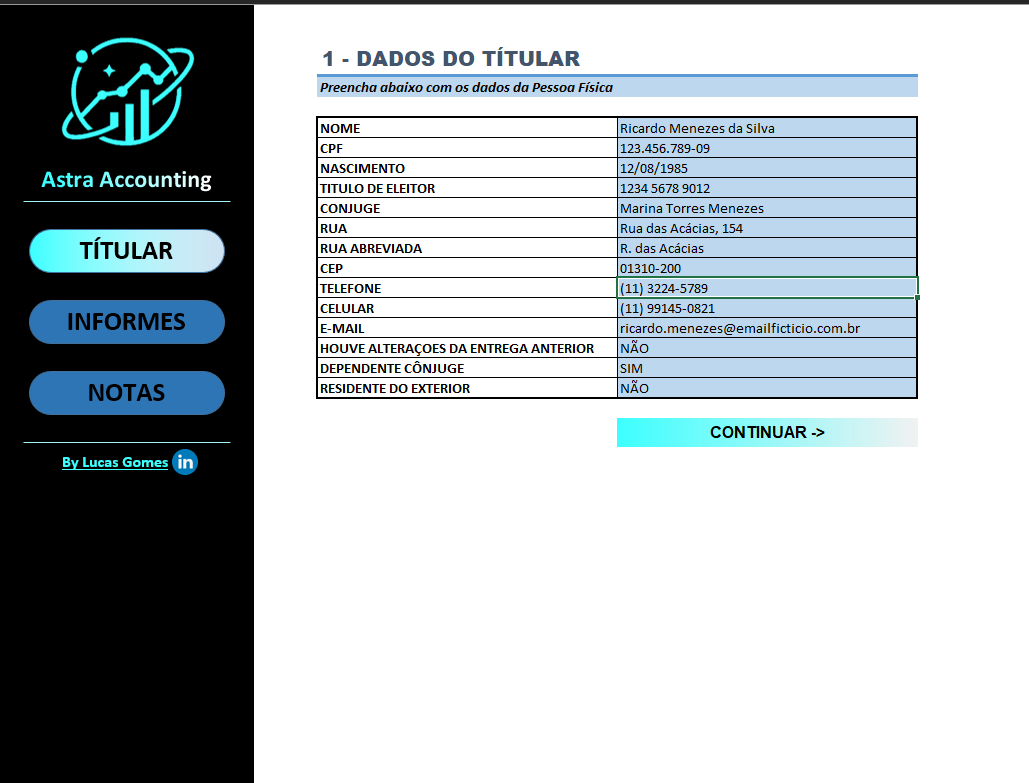 Astra Accounting
TÍTULAR
INFORMES
NOTAS
By Lucas Gomes in
1 - DADOS DO TÍTULAR
Preencha abaixo com os dados da Pessoa Física
NOME Ricardo Menezes da Silva
CPF 123.456.789-09
NASCIMENTO 12/08/1985
TITULO DE ELEITOR 1234 5678 9012
CONJUGE Marina Torres Menezes
RUA Rua das Acácias, 154
RUA ABREVIADA R. das Acácias
CEP 01310-200
TELEFONE (11) 3224-5789
CELULAR (11) 99145-0821
E-MAIL ricardo.menezes@emailficticio.com.br
HOUVE ALTERAÇOES DA ENTREGA ANTERIOR NÃO
DEPENDENTE CÔNJUGE SIM
RESIDENTE DO EXTERIOR NÃO
CONTINUAR ->